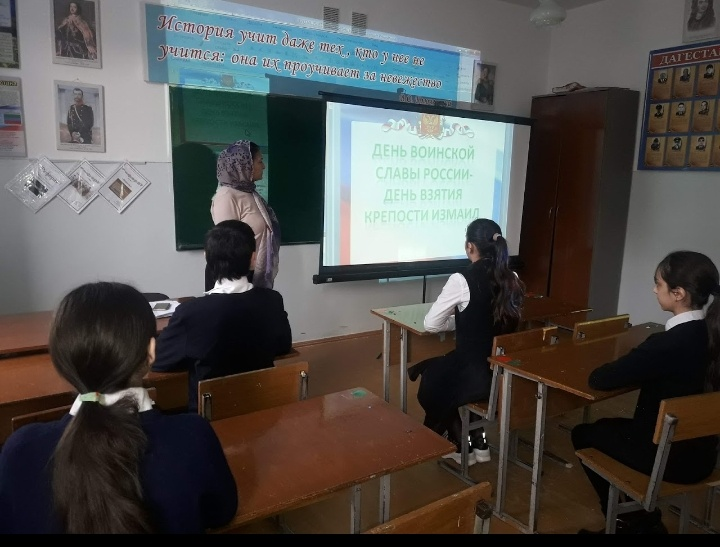 История учит даже тех, кто у нее не
учится: она их проучивает за невежество
ДАГЕСТА
ДЕНЬ ВОИНСКОЙ
СЛАВЫ РОССИИ-
ДЕНЬ ВЗЯТИЯ
КРЕПОСТИ ИЗМАИЛ